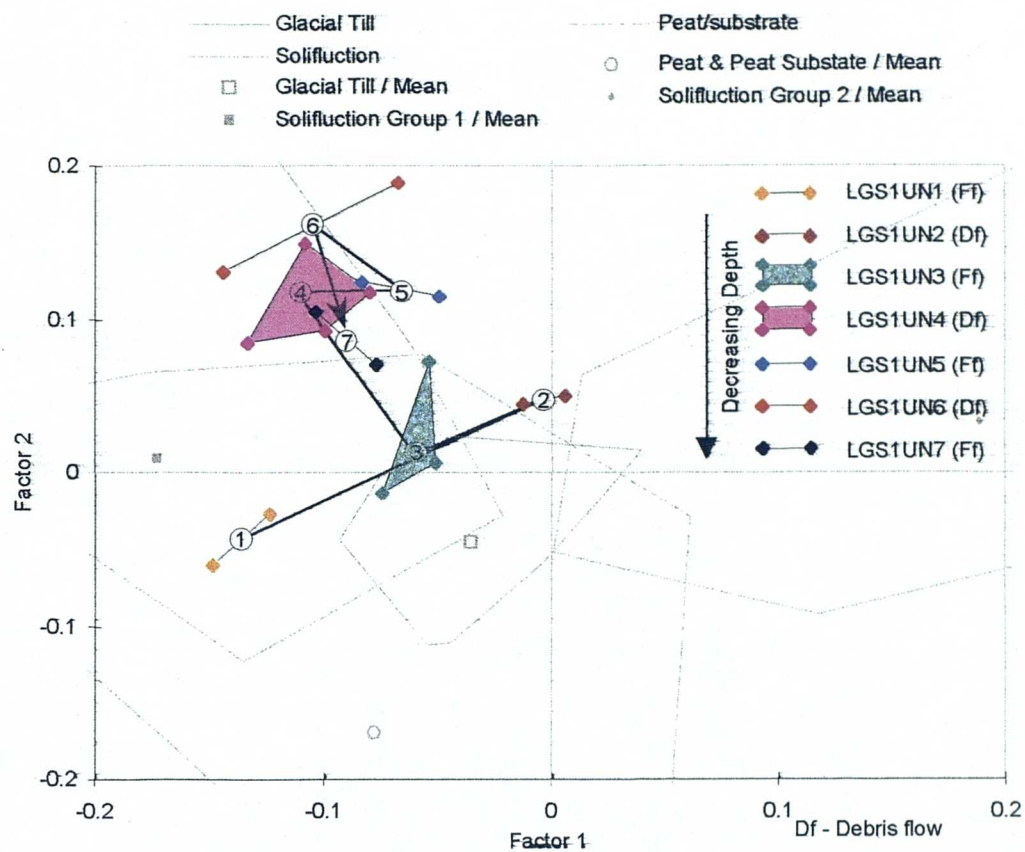 Glacial Till
Solifluction
Glacial Till / Mean
Solifluction Group 1 / Mean
Peat/substrate
Peat & Peat Substate / Mean
Solifluction Group 2 / Mean
0.2
0.1
0
-0.1
-0.2
Factor 2
6
4
5
7
2
3
1
Decreasing Depth
LGS1UN1 (Ff)
LGS1UN2 (Df)
LGS1UN3 (Ff)
LGS1UN4 (Df)
LGS1UN5 (Ff)
LGS1UN6 (Df)
LGS1UN7 (Ff)
-0.2
-0.1
0
0.1
0.2
Factor 1
Df - Debris flow